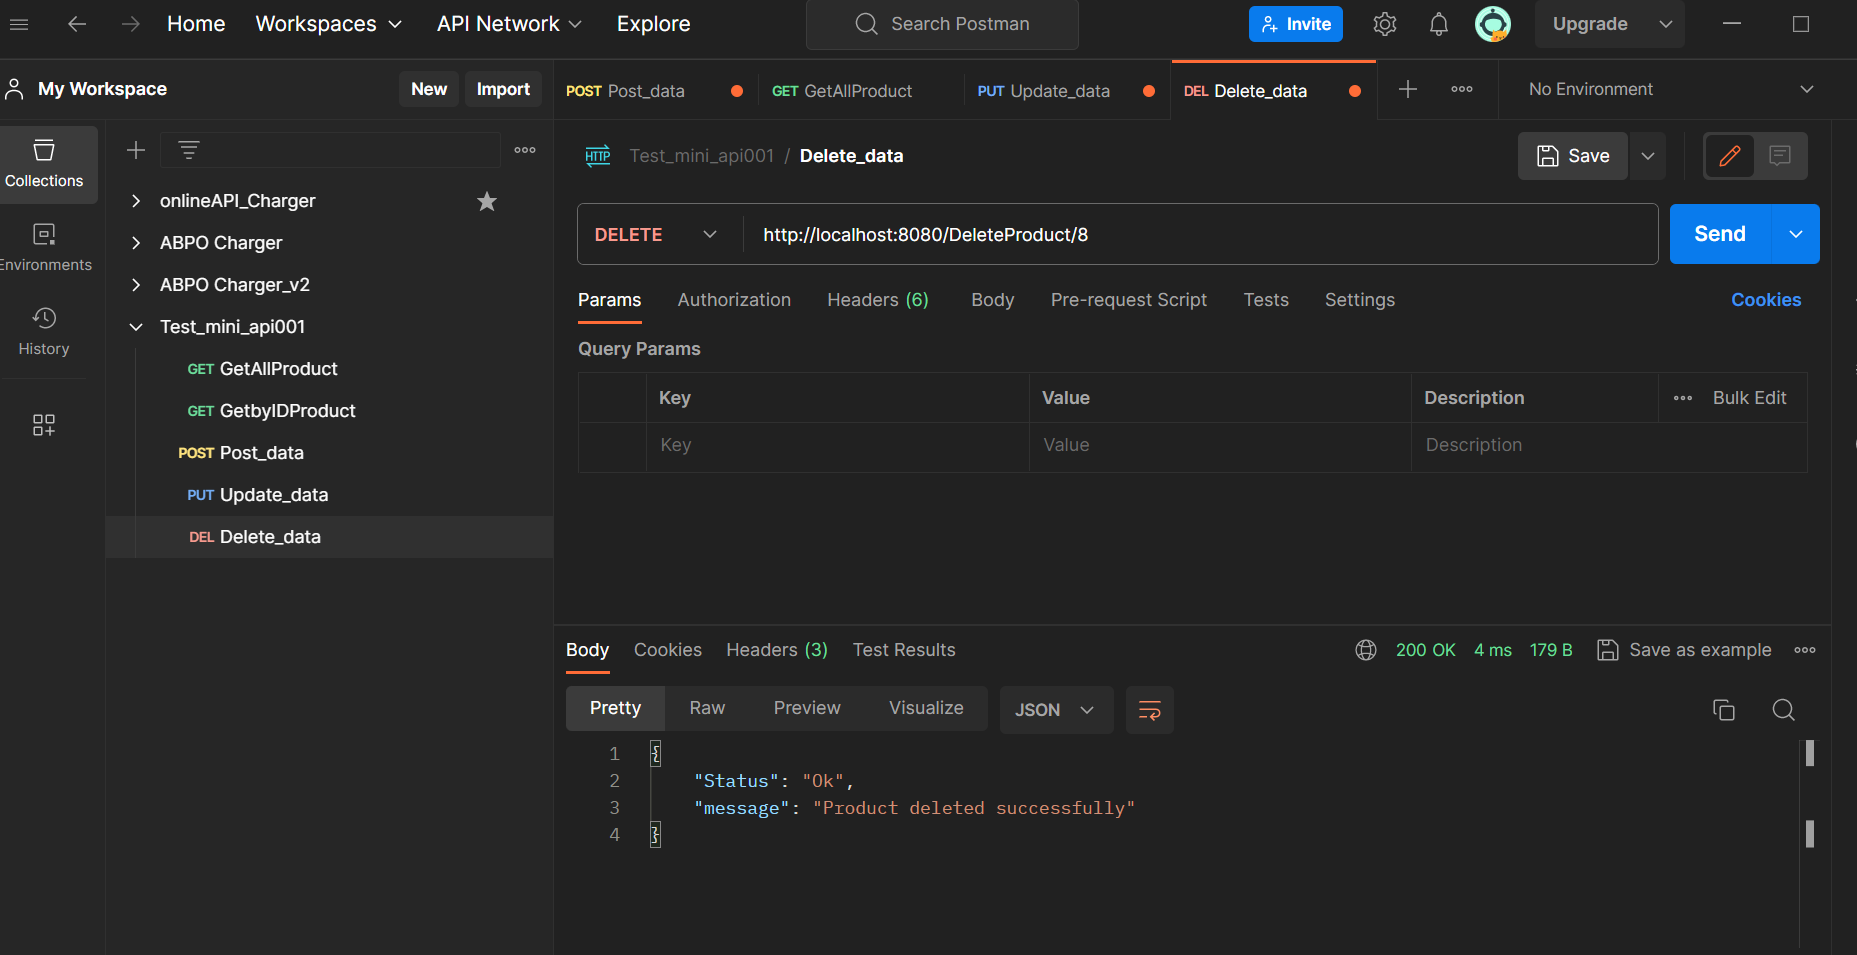 Home Workspaces API Network Explore Search Postman Invite Upgrade
My Workspace New Import
POST Post_data GET GetAllProduct PUT Update_data DEL Delete_data No Environment
Collections
Environments
History
onlineAPI_Charger
ABPO Charger
ABPO Charger_v2
Test_mini_api001
GET GetAllProduct
GET GetbyIDProduct
POST Post_data
PUT Update_data
DEL Delete_data
HTTP Test_mini_api001 / Delete_data Save
DELETE http://localhost:8080/DeleteProduct/8 Send
Params Authorization Headers (6) Body Pre-request Script Tests Settings Cookies
Query Params
Key Value Description Bulk Edit
Key Value Description
Body Cookies Headers (3) Test Results 200 OK 4 ms 179 B Save as example
Pretty Raw Preview Visualize JSON
1 {
2 "Status": "Ok",
3 "message": "Product deleted successfully"
4 }